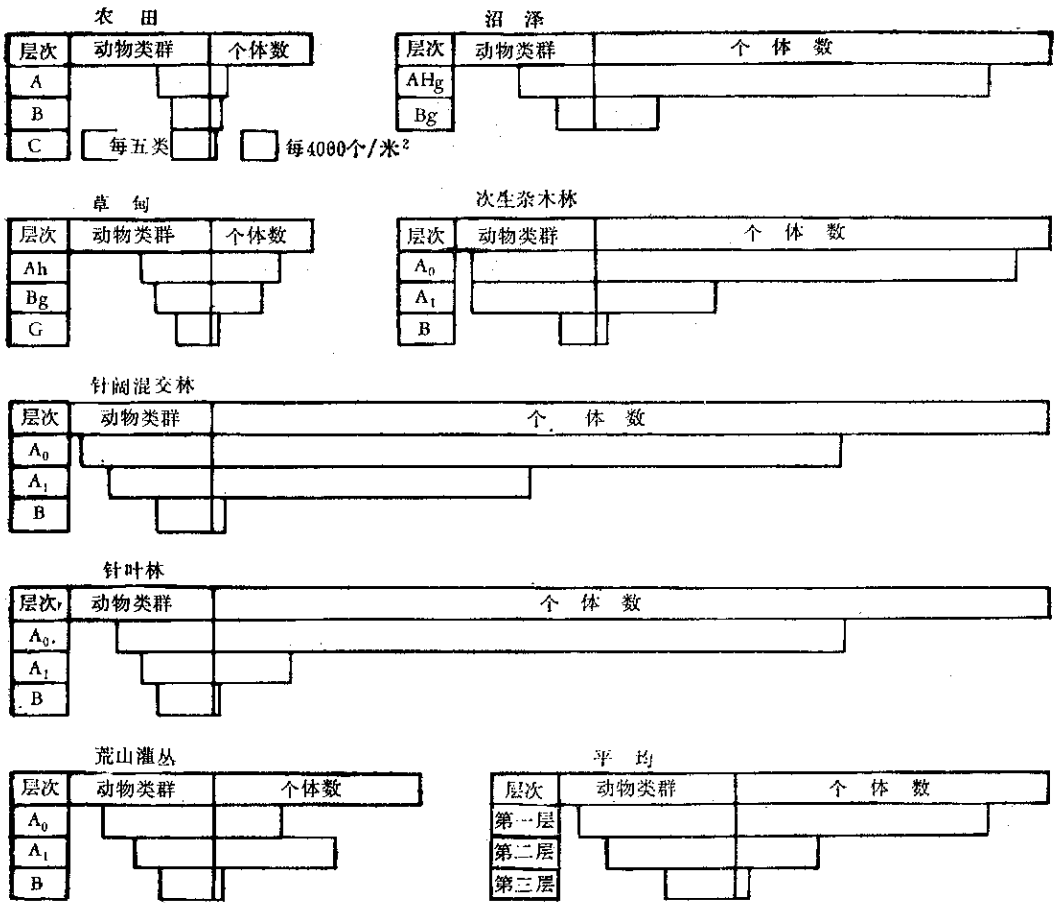 农 田
层次 动物类群 个体数
A
B
C 每五类 每4000个/米²
沼 泽
层次 动物类群 个 体 数
AHg
Bg
草 甸
层次 动物类群 个体数
Ah
Bg
G
次生杂木林
层次 动物类群 个 体 数
A₀
A₁
B
针阔混交林
层次 动物类群 个 体 数
A₀
A₁
B
针叶林
层次 动物类群 个 体 数
A₀
A₁
B
荒山灌丛
层次 动物类群 个体数
A₀
A₁
B
平 均
层次 动物类群 个 体 数
第一层
第二层
第三层